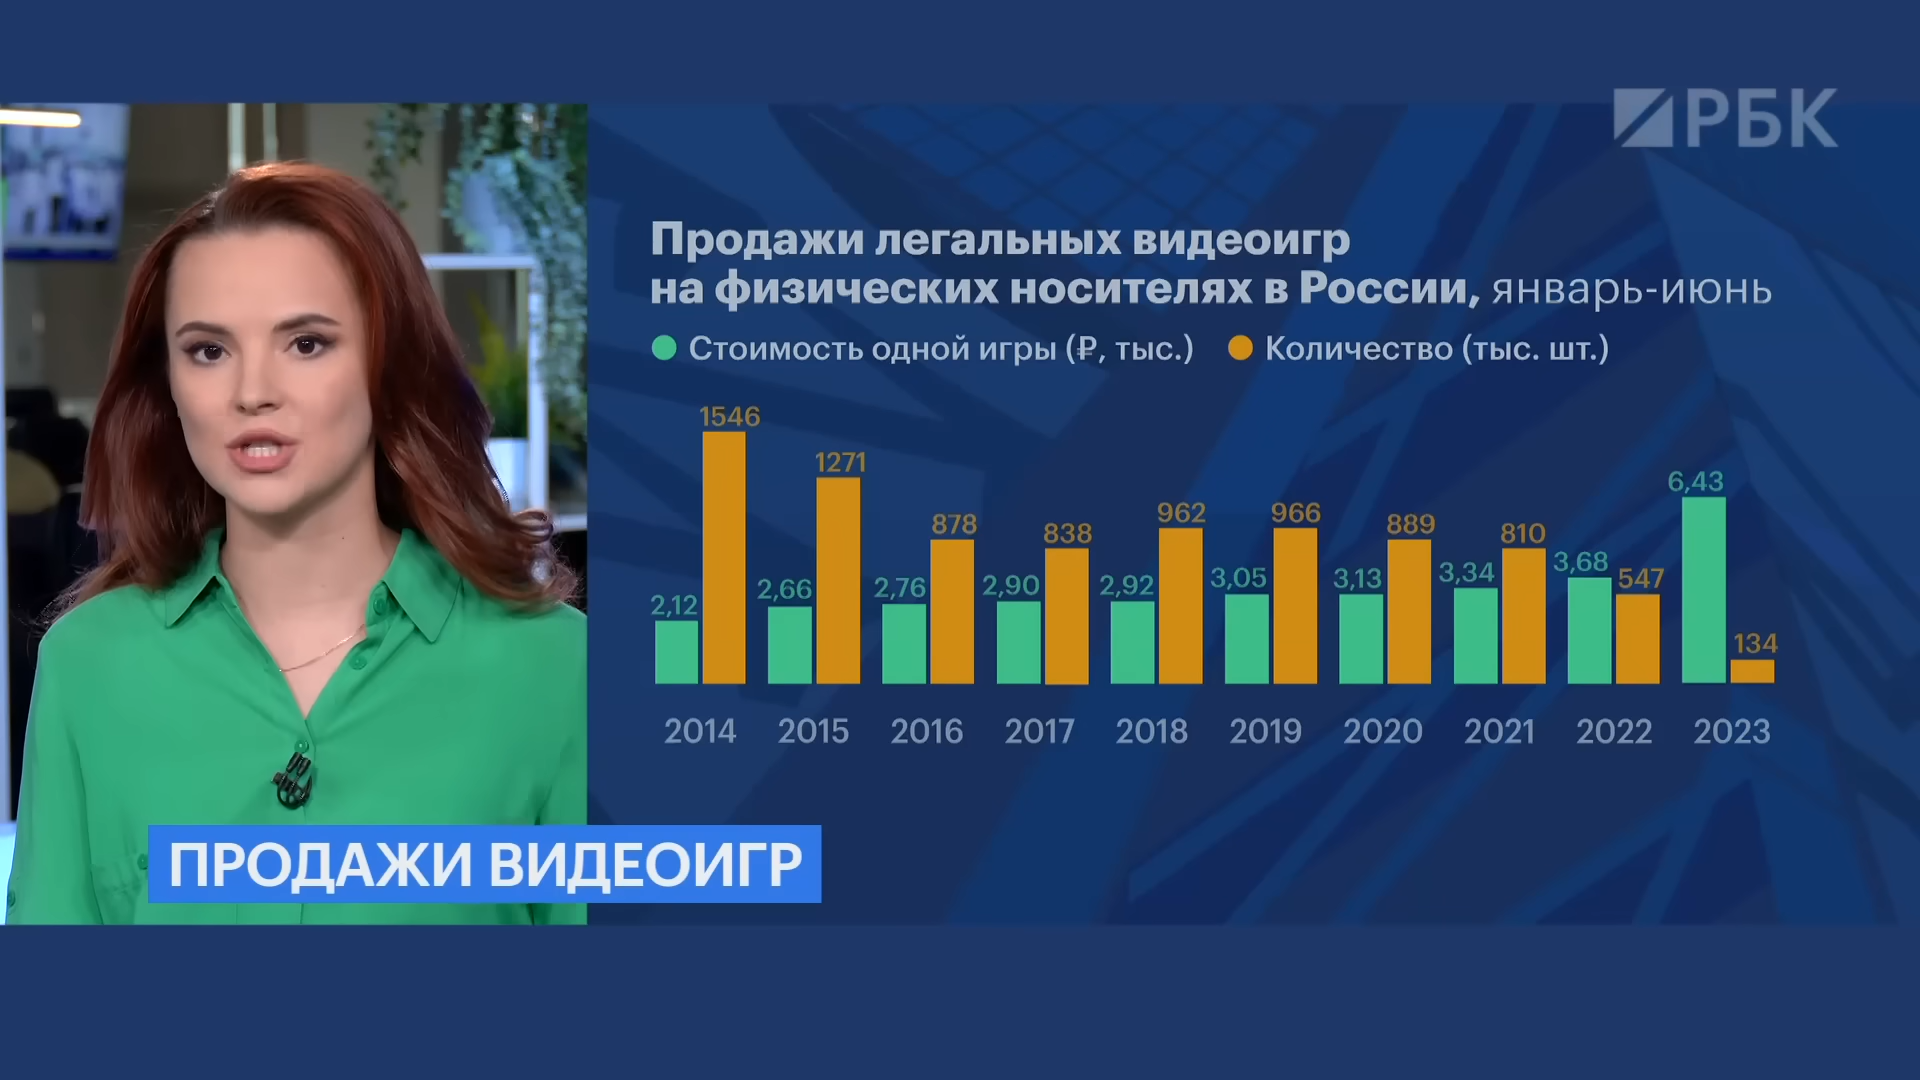 РБК
Продажи легальных видеоигр
на физических носителях в России, январь-июнь
Стоимость одной игры (₽, тыс.) Количество (тыс. шт.)
2,12 1546 2,66 1271 2,76 878 2,90 838 2,92 962 3,05 966 3,13 889 3,34 810 3,68 547 6,43 134
2014 2015 2016 2017 2018 2019 2020 2021 2022 2023
ПРОДАЖИ ВИДЕОИГР